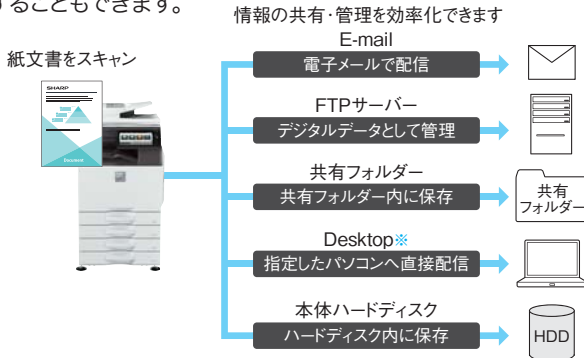 することもできます。
情報の共有・管理を効率化できます
紙文書をスキャン
SHARP
Document
E-mail
電子メールで配信
FTPサーバー
デジタルデータとして管理
共有フォルダー
共有フォルダー内に保存
共有
フォルダー
Desktop※
指定したパソコンへ直接配信
本体ハードディスク
ハードディスク内に保存
HDD